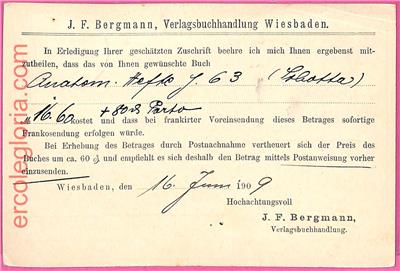 J. F. Bergmann, Verlagsbuchhandlung Wiesbaden.
In Erledigung Ihrer geschätzten Zuschrift beehre ich mich Ihnen ergebenst mit-
zutheilen, dass das von Ihnen gewünschte Buch
Anatom. Hefte J. 63 (Sobotta)
„ 16.60 + 80 Porto kostet und dass bei frankirter Voreinsendung dieses Betrages sofortige
Frankosendung erfolgen würde.
Bei Erhebung des Betrages durch Postnachnahme vertheuert sich der Preis des
Buches um ca. 60 ₰ und empfiehlt es sich deshalb den Betrag mittels Postanweisung vorher
einzusenden.
Wiesbaden, den 16. Juni 1909
Hochachtungsvoll
J. F. Bergmann,
Verlagsbuchhandlung.
ercolegloria.com